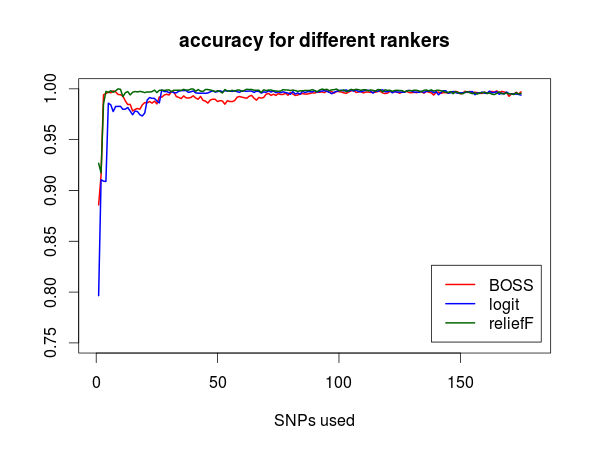 accuracy for different rankers
1.00
0.95
0.90
0.85
0.80
0.75
BOSS
logit
reliefF
0 50 100 150
SNPs used